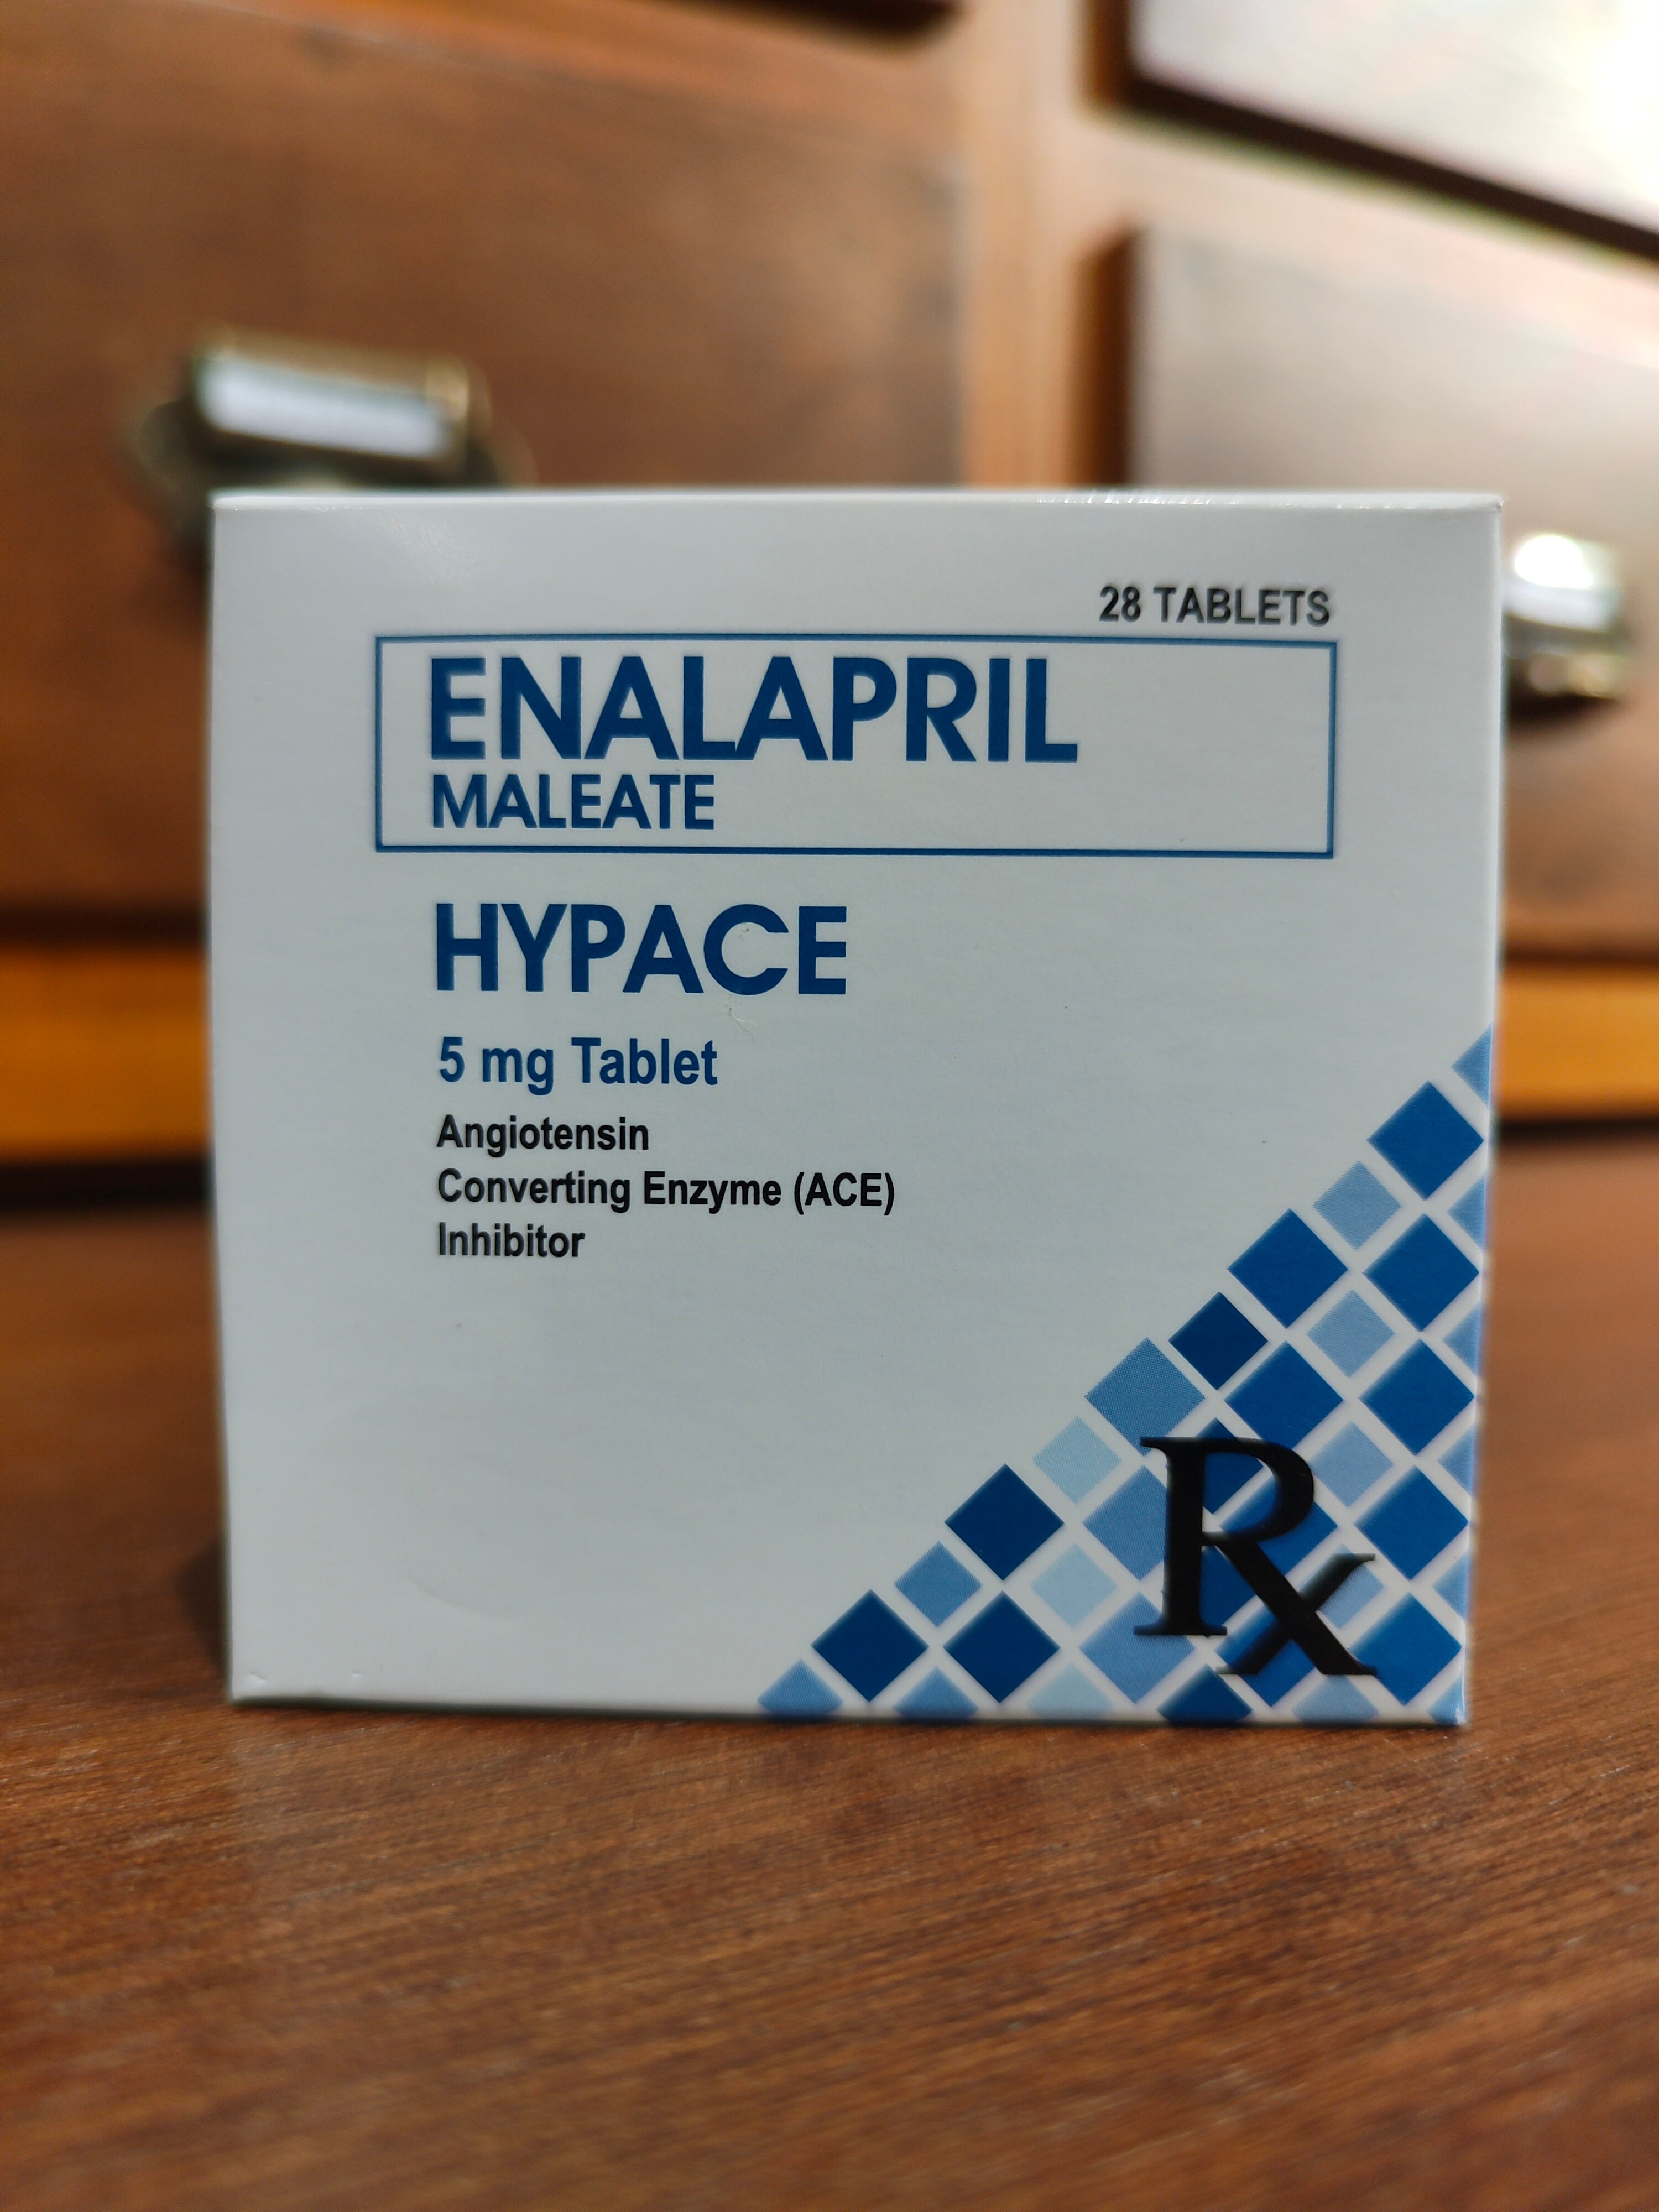 28 TABLETS
ENALAPRIL
MALEATE
HYPACE
5 mg Tablet
Angiotensin
Converting Enzyme (ACE)
Inhibitor
Rx